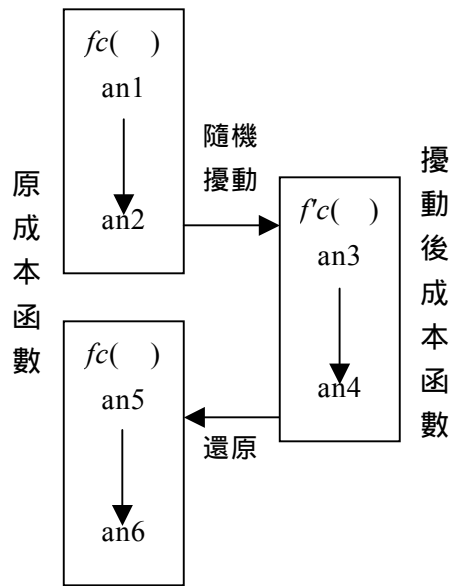 原成本函數
fc( )
an1
an2
隨機
擾動
f'c( )
an3
an4
擾動後成本函數
還原
fc( )
an5
an6